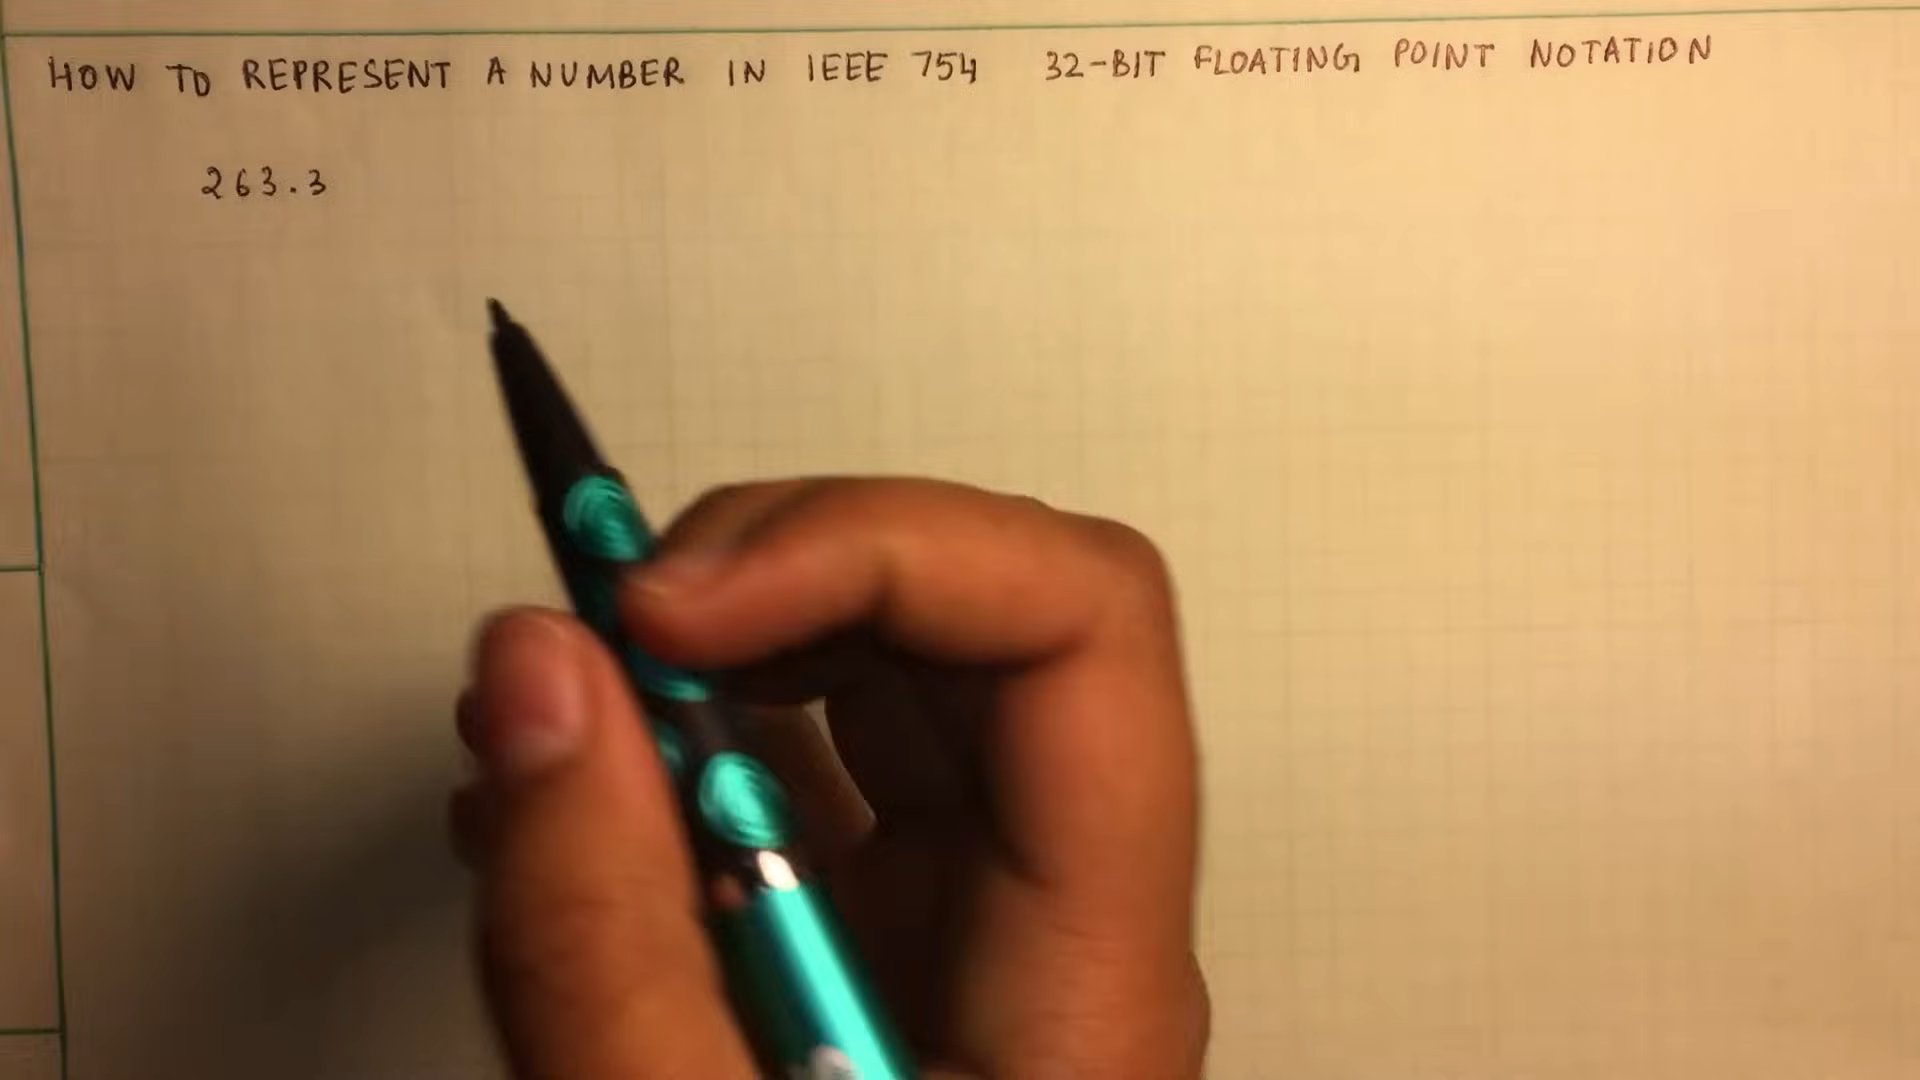 HOW TO REPRESENT A NUMBER IN IEEE 754 32-BIT FLOATING POINT NOTATION
263.3